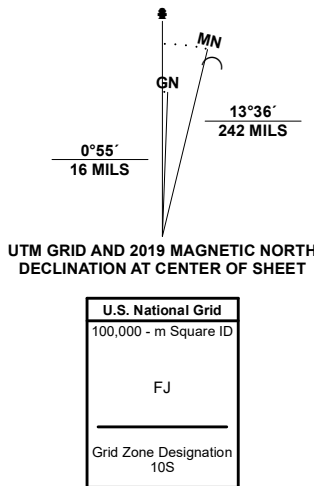 MN
GN
13°36´
242 MILS
0°55´
16 MILS
UTM GRID AND 2019 MAGNETIC NORTH
DECLINATION AT CENTER OF SHEET
U.S. National Grid
100,000 - m Square ID
FJ
Grid Zone Designation
10S